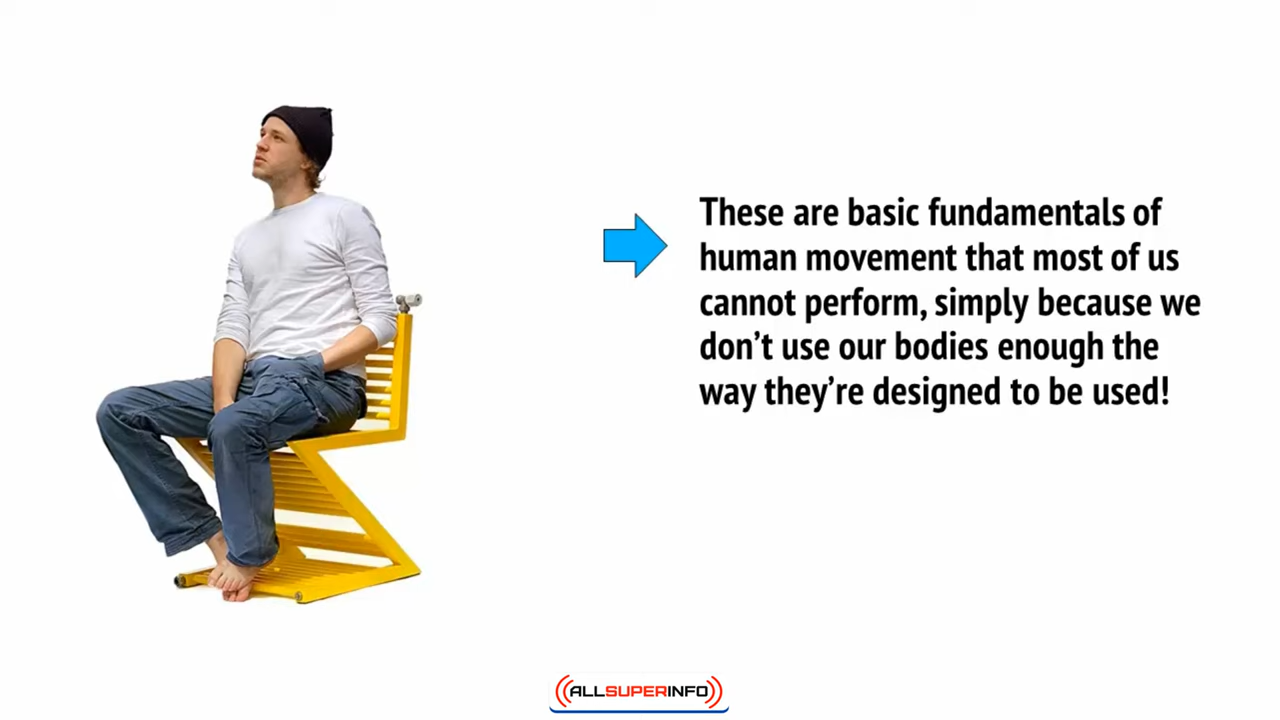 These are basic fundamentals of
human movement that most of us
cannot perform, simply because we
don't use our bodies enough the
way they're designed to be used!
ALLSUPERINFO